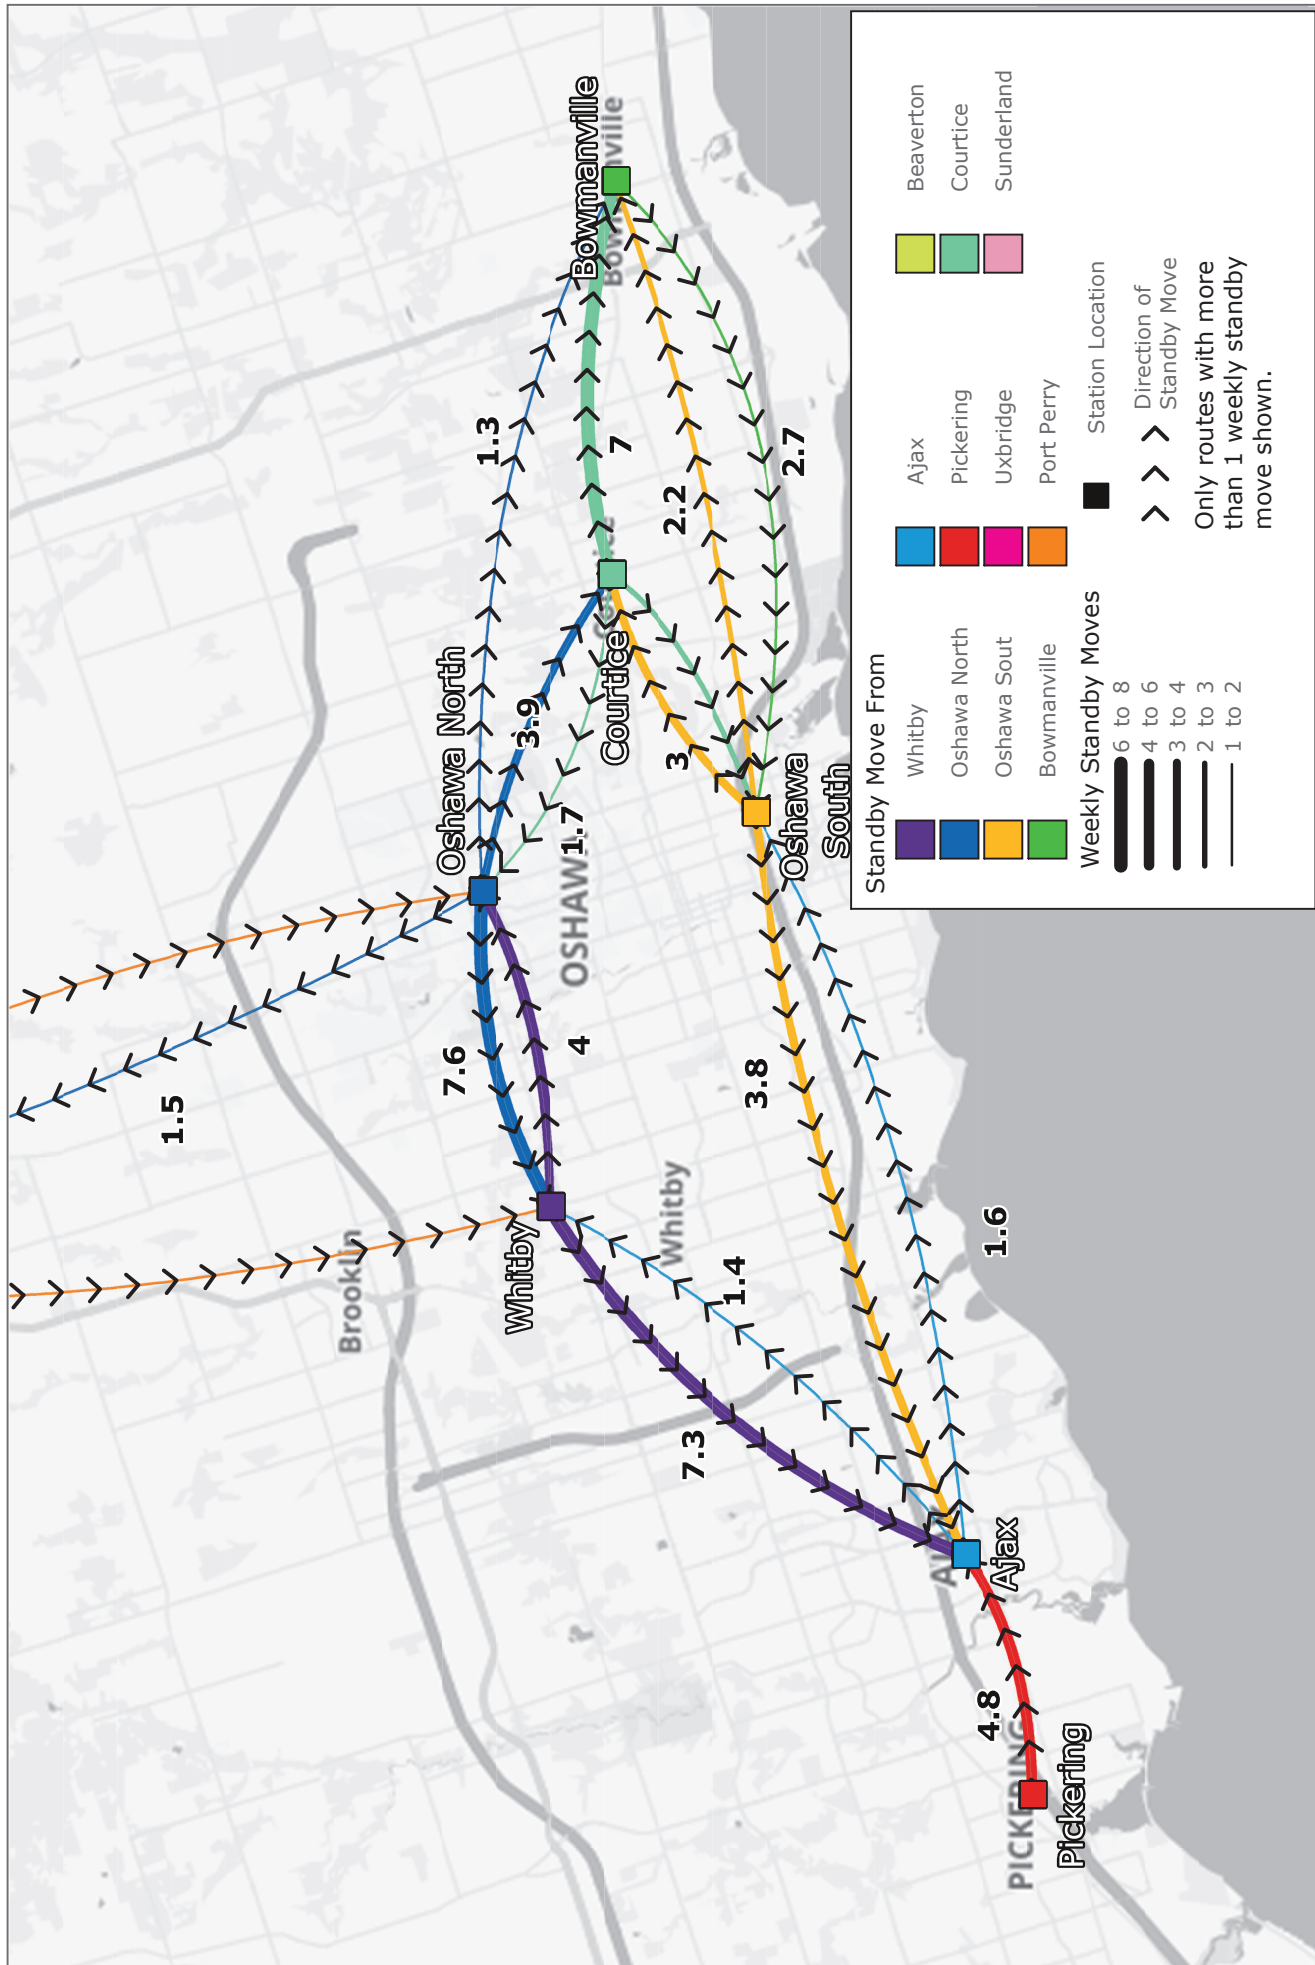 Brooklin
OSHAWA
Whitby
PICKERING
Bowmanville
Oshawa North
Courtice
Whitby
Oshawa
South
Bowmanville
Ajax
Pickering
1.5
7.6
4
3.9
1.7
1.3
7
2.2
2.7
3
3.8
1.4
1.6
7.3
4.8
Standby Move From
Whitby
Oshawa North
Oshawa Sout
Bowmanville
Ajax
Pickering
Uxbridge
Port Perry
Beaverton
Courtice
Sunderland
Weekly Standby Moves
6 to 8
4 to 6
3 to 4
2 to 3
1 to 2
Station Location
Direction of
Standby Move
Only routes with more
than 1 weekly standby
move shown.